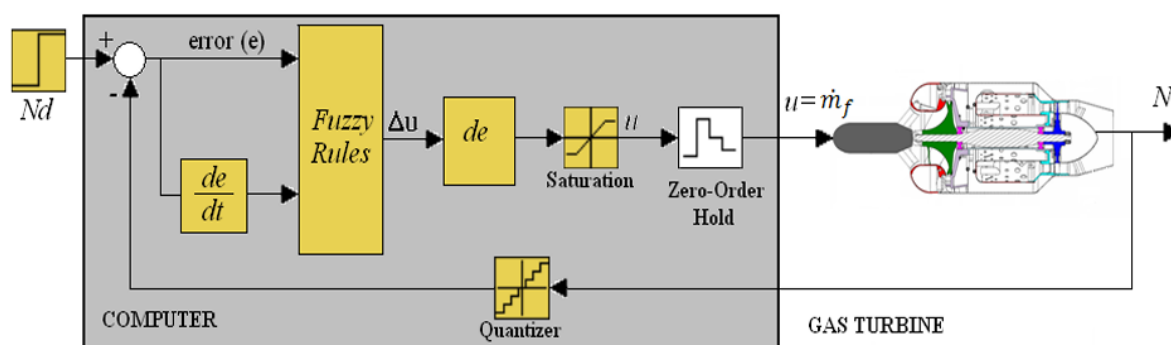 +
error (e)
-
Nd
Fuzzy
Rules
Δu
de
u
u=ṁf
N
de
dt
Saturation
Zero-Order
Hold
COMPUTER
Quantizer
GAS TURBINE